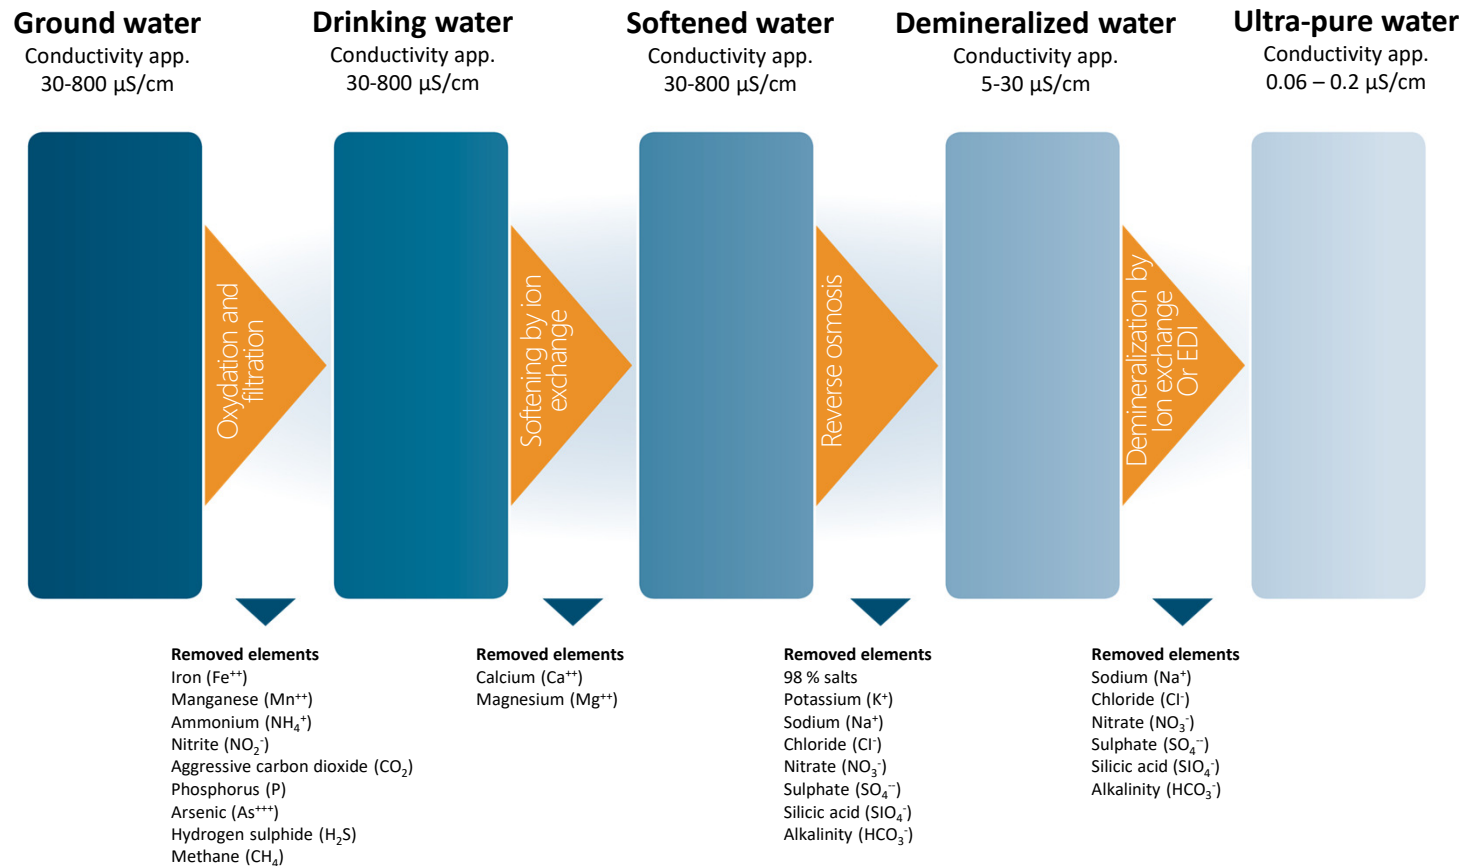 Ground water
Conductivity app.
30-800 µS/cm
Drinking water
Conductivity app.
30-800 µS/cm
Softened water
Conductivity app.
30-800 µS/cm
Demineralized water
Conductivity app.
5-30 µS/cm
Ultra-pure water
Conductivity app.
0.06 – 0.2 µS/cm
Oxydation and
filtration
Softening by ion
exchange
Reverse osmosis
Demineralization by
Ion exchange
Or EDI
Removed elements
Iron (Fe⁺⁺)
Manganese (Mn⁺⁺)
Ammonium (NH₄⁺)
Nitrite (NO₂⁻)
Aggressive carbon dioxide (CO₂)
Phosphorus (P)
Arsenic (As⁺⁺⁺)
Hydrogen sulphide (H₂S)
Methane (CH₄)
Removed elements
Calcium (Ca⁺⁺)
Magnesium (Mg⁺⁺)
Removed elements
98 % salts
Potassium (K⁺)
Sodium (Na⁺)
Chloride (Cl⁻)
Nitrate (NO₃⁻)
Sulphate (SO₄⁻⁻)
Silicic acid (SIO₄⁻)
Alkalinity (HCO₃⁻)
Removed elements
Sodium (Na⁺)
Chloride (Cl⁻)
Nitrate (NO₃⁻)
Sulphate (SO₄⁻⁻)
Silicic acid (SIO₄⁻)
Alkalinity (HCO₃⁻)